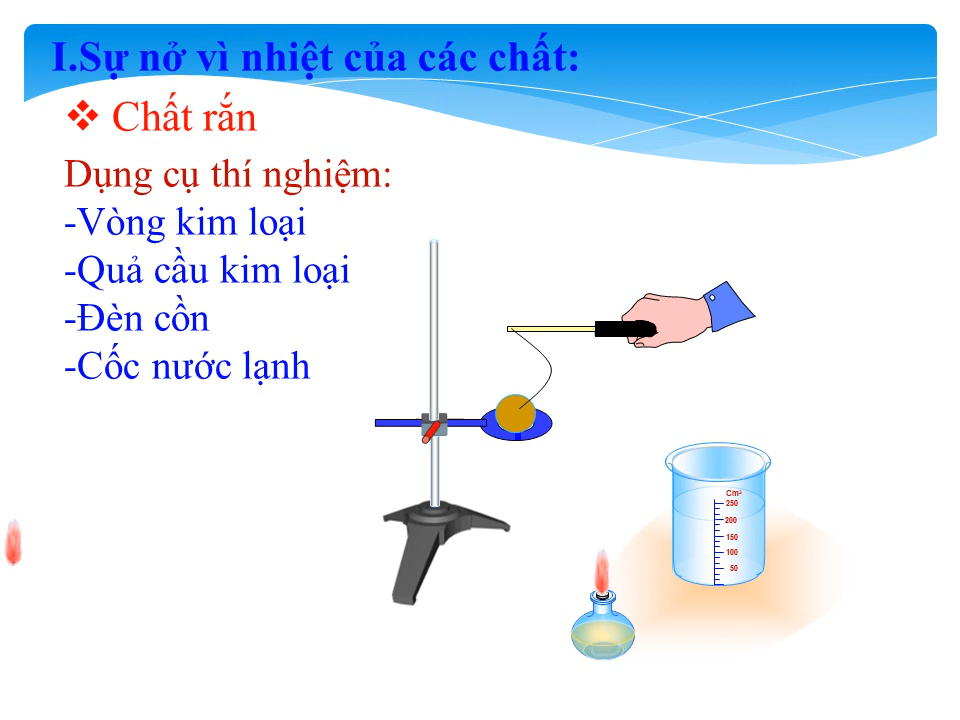 I.Sự nở vì nhiệt của các chất:
❖ Chất rắn
Dụng cụ thí nghiệm:
-Vòng kim loại
-Quả cầu kim loại
-Đèn cồn
-Cốc nước lạnh
Cm³
250
200
150
100
50